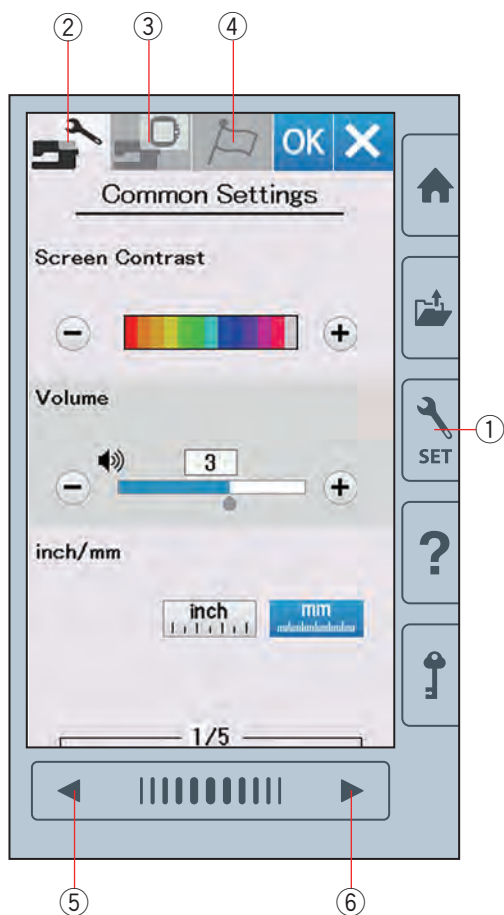 ② ③ ④
OK X
Common Settings
Screen Contrast
− +
Volume
3
− +
inch/mm
inch mm
1/5
①
SET
?
⑤ ⑥